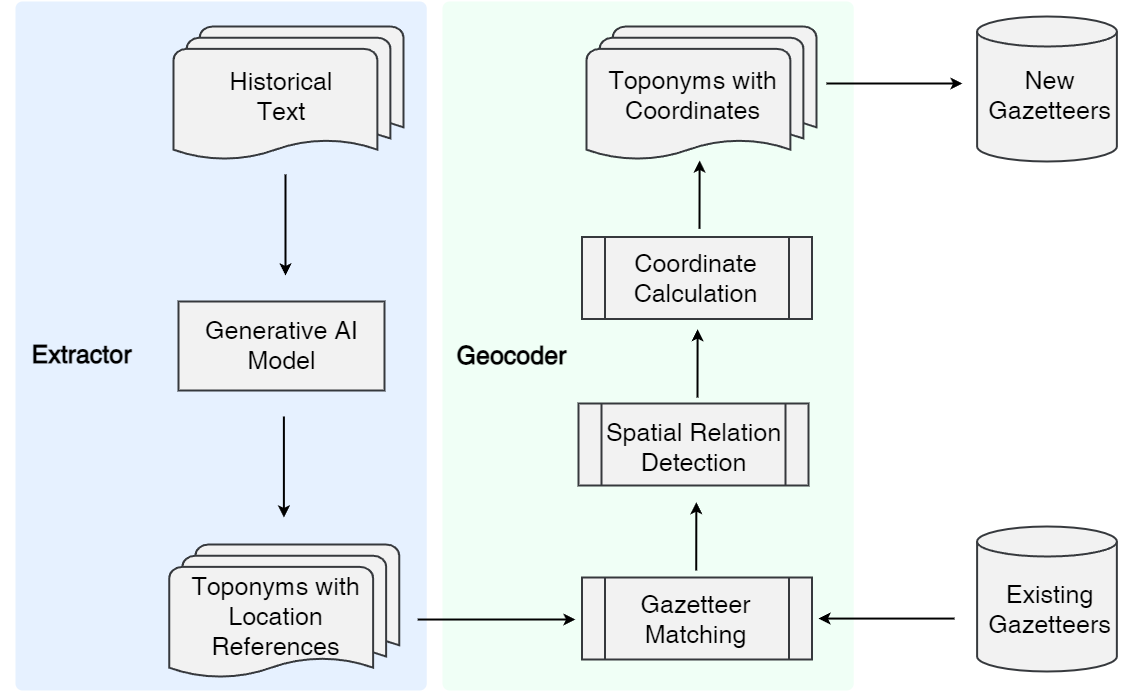 Historical
Text
Generative AI
Model
Extractor
Toponyms with
Location
References
Toponyms with
Coordinates
Coordinate
Calculation
Geocoder
Spatial Relation
Detection
Gazetteer
Matching
New
Gazetteers
Existing
Gazetteers